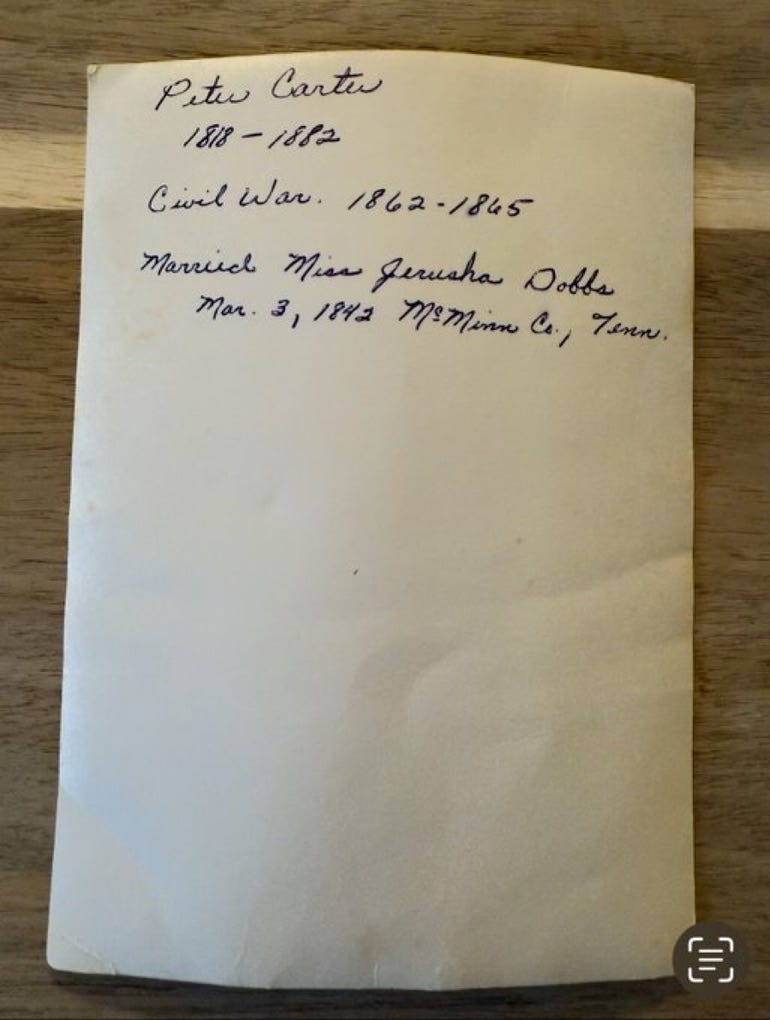 Peter Carter
1818 - 1882
Civil War. 1862-1865
Married Miss Jerusha Dobbs
Mar. 3, 1842 McMinn Co., Tenn.